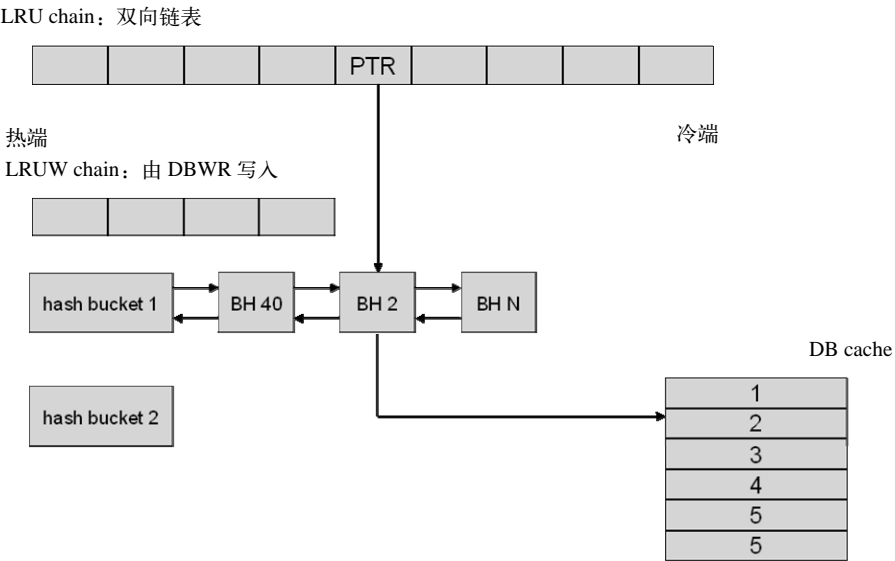 LRU chain：双向链表
PTR
热端
冷端
LRUW chain：由 DBWR 写入
hash bucket 1
BH 40
BH 2
BH N
DB cache
hash bucket 2
1
2
3
4
5
5